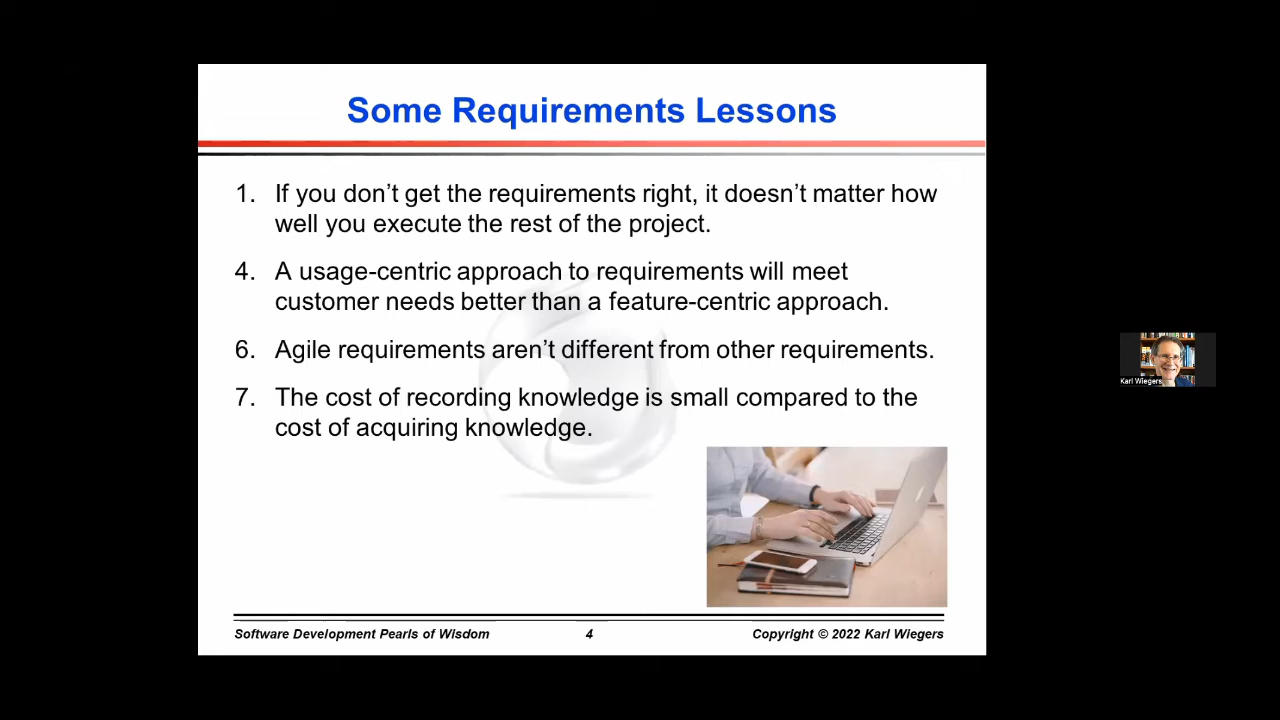 Some Requirements Lessons
1. If you don’t get the requirements right, it doesn’t matter how
well you execute the rest of the project.
4. A usage-centric approach to requirements will meet
customer needs better than a feature-centric approach.
6. Agile requirements aren’t different from other requirements.
7. The cost of recording knowledge is small compared to the
cost of acquiring knowledge.
Software Development Pearls of Wisdom 4 Copyright © 2022 Karl Wiegers
Karl Wiegers